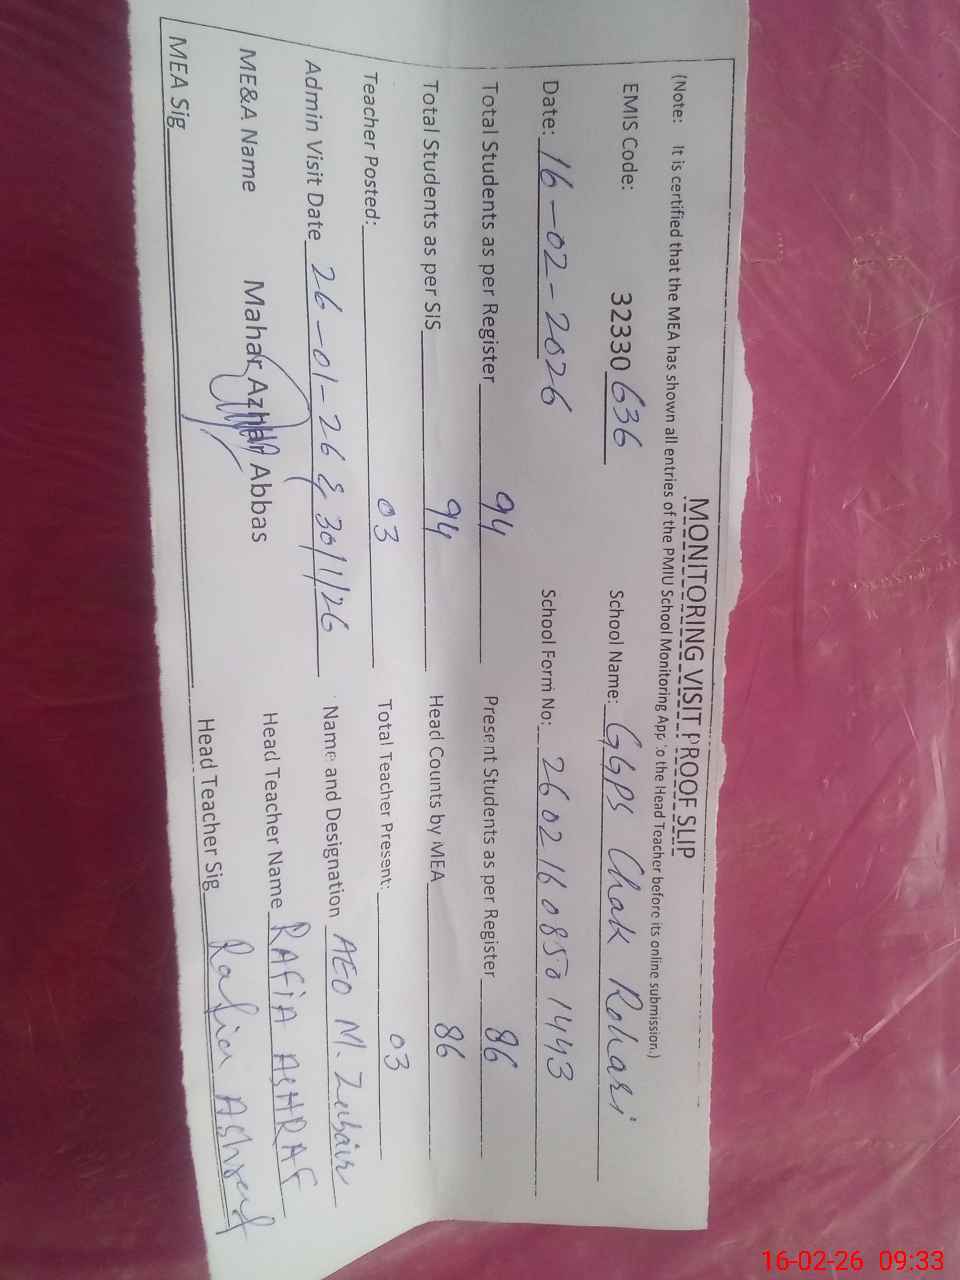 MONITORING VISIT PROOF SLIP
(Note: It is certified that the MEA has shown all entries of the PMIU School Monitoring App to the Head Teacher before its online submission.)
EMIS Code: 32330 636 School Name: GGPS Chak Rohari
Date: 16-02-2026 School Form No: 26021608501443
Total Students as per Register 94 Present Students as per Register 86
Total Students as per SIS 94 Head Counts by MEA 86
Teacher Posted: 03 Total Teacher Present: 03
Admin Visit Date 26-01-26 & 30/1/26 Name and Designation AEO M. Zubair
ME&A Name Mahar Azhar Abbas Head Teacher Name RAFIA ASHRAF
MEA Sig Head Teacher Sig Rafia Ashraf
16-02-26 09:33